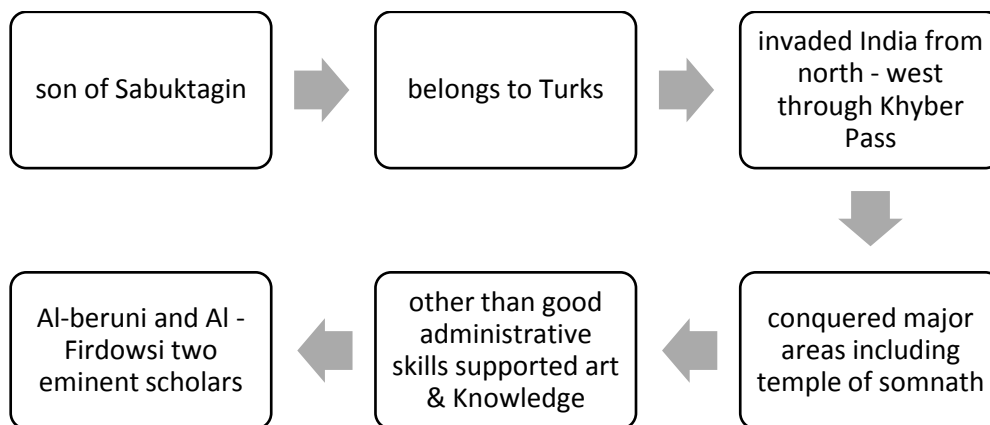 son of Sabuktagin
belongs to Turks
invaded India from
north - west
through Khyber
Pass
conquered major
areas including
temple of somnath
other than good
administrative
skills supported art
& Knowledge
Al-beruni and Al -
Firdowsi two
eminent scholars